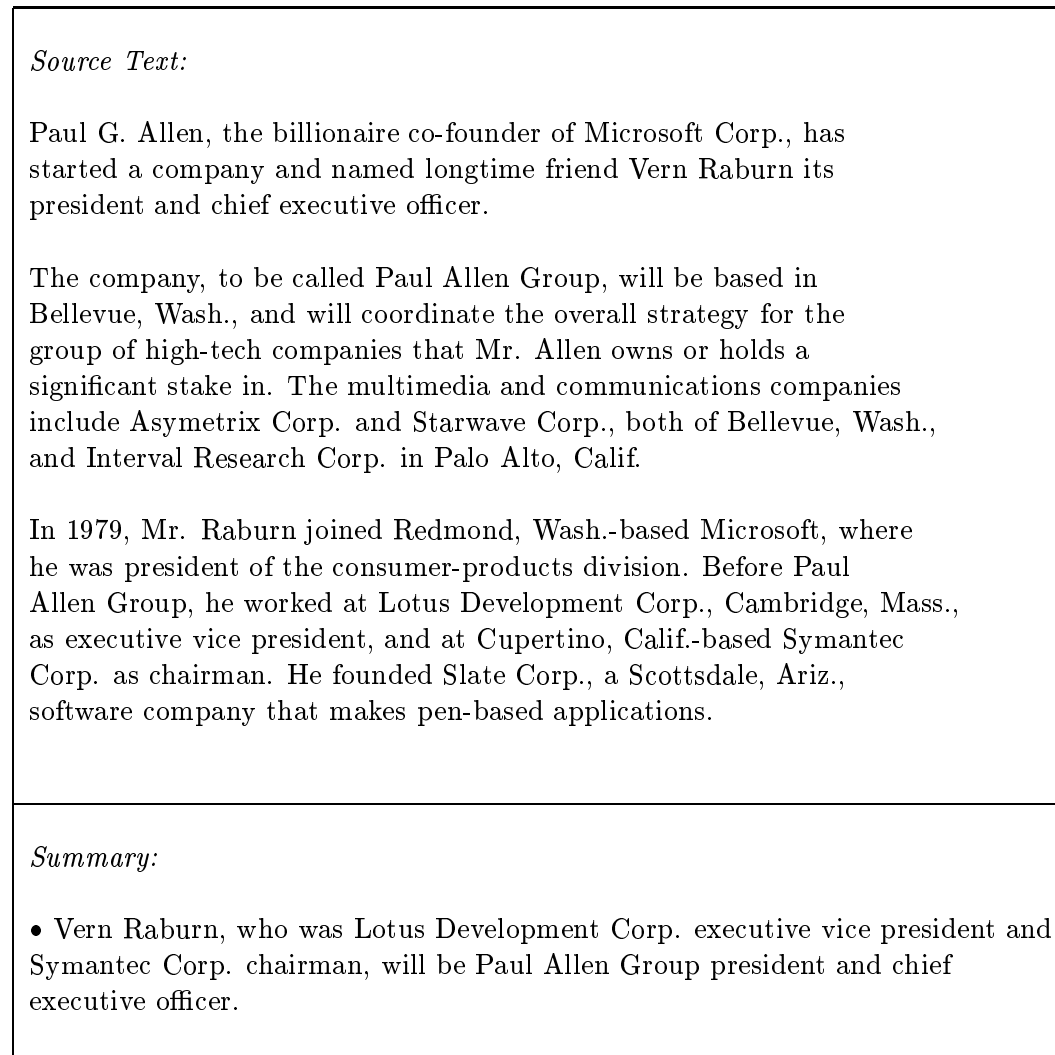 Source Text:
Paul G. Allen, the billionaire co-founder of Microsoft Corp., has
started a company and named longtime friend Vern Raburn its
president and chief executive officer.
The company, to be called Paul Allen Group, will be based in
Bellevue, Wash., and will coordinate the overall strategy for the
group of high-tech companies that Mr. Allen owns or holds a
significant stake in. The multimedia and communications companies
include Asymetrix Corp. and Starwave Corp., both of Bellevue, Wash.,
and Interval Research Corp. in Palo Alto, Calif.
In 1979, Mr. Raburn joined Redmond, Wash.-based Microsoft, where
he was president of the consumer-products division. Before Paul
Allen Group, he worked at Lotus Development Corp., Cambridge, Mass.,
as executive vice president, and at Cupertino, Calif.-based Symantec
Corp. as chairman. He founded Slate Corp., a Scottsdale, Ariz.,
software company that makes pen-based applications.
Summary:
• Vern Raburn, who was Lotus Development Corp. executive vice president and
Symantec Corp. chairman, will be Paul Allen Group president and chief
executive officer.